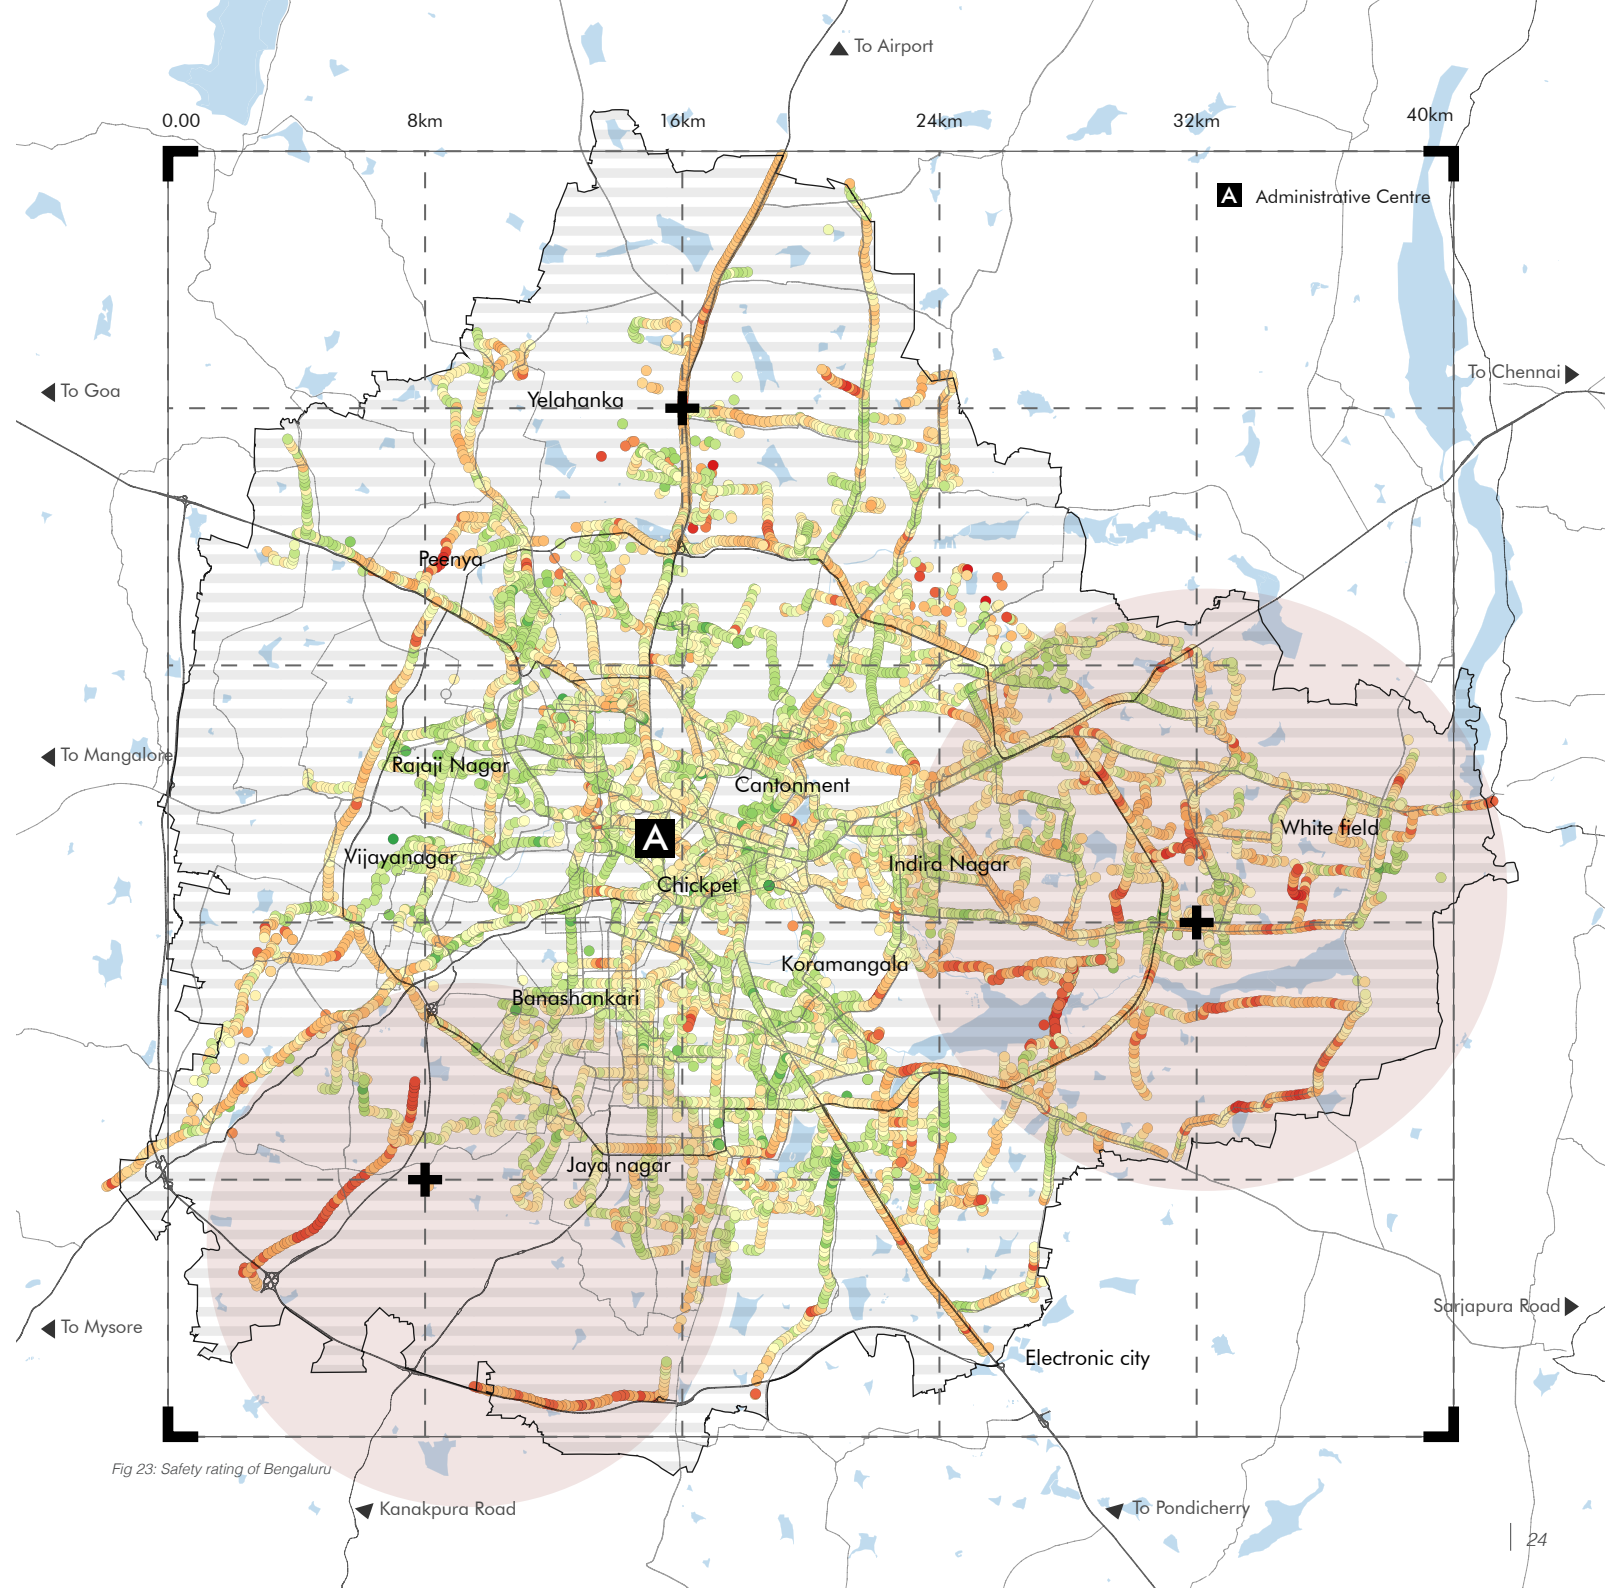 To Airport
0.00
8km
16km
24km
32km
40km
A Administrative Centre
To Chennai
To Goa
Yelahanka
Peenya
To Mangalore
Rajaji Nagar
Cantonment
White field
A
Vijayanagar
Indira Nagar
Chickpet
Koramangala
Banashankari
Jaya nagar
Sarjapura Road
To Mysore
Electronic city
Fig 23: Safety rating of Bengaluru
Kanakpura Road
To Pondicherry
24